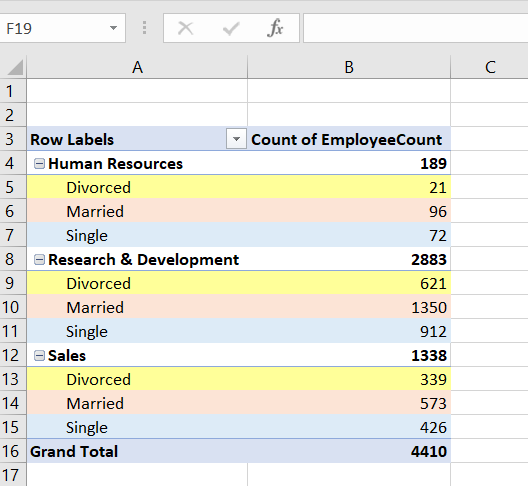 F19 fx
A B C
1
2
3 Row Labels Count of EmployeeCount
4 Human Resources 189
5 Divorced 21
6 Married 96
7 Single 72
8 Research & Development 2883
9 Divorced 621
10 Married 1350
11 Single 912
12 Sales 1338
13 Divorced 339
14 Married 573
15 Single 426
16 Grand Total 4410
17